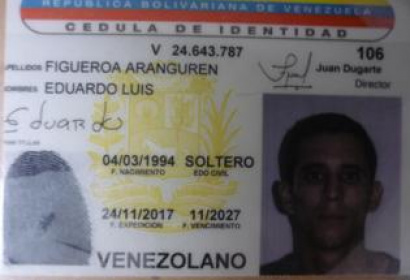 REPÚBLICA BOLIVARIANA DE VENEZUELA
CEDULA DE IDENTIDAD
V 24.643.787 106
APELLIDOS FIGUEROA ARANGUREN Juan Dugarte
NOMBRES EDUARDO LUIS Director
Eduardo
04/03/1994 SOLTERO
F. NACIMIENTO EDO CIVIL
24/11/2017 11/2027
F. EXPEDICION F. VENCIMIENTO
VENEZOLANO